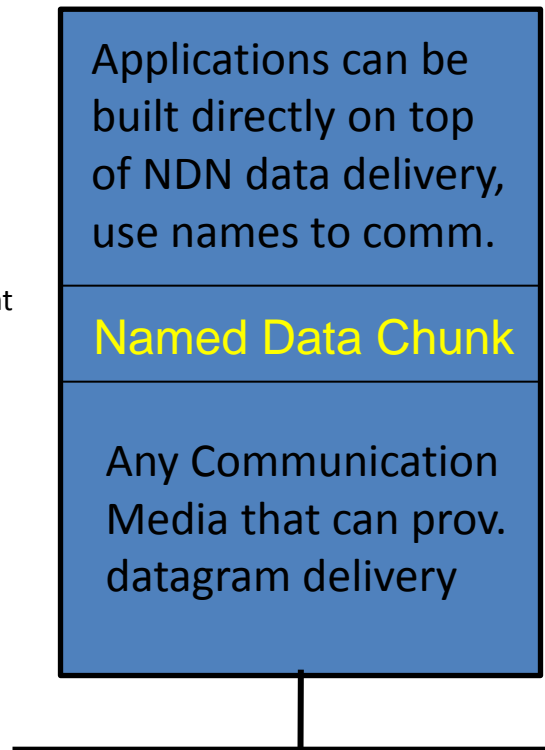 Applications can be
built directly on top
of NDN data delivery,
use names to comm.
Named Data Chunk
Any Communication
Media that can prov.
datagram delivery